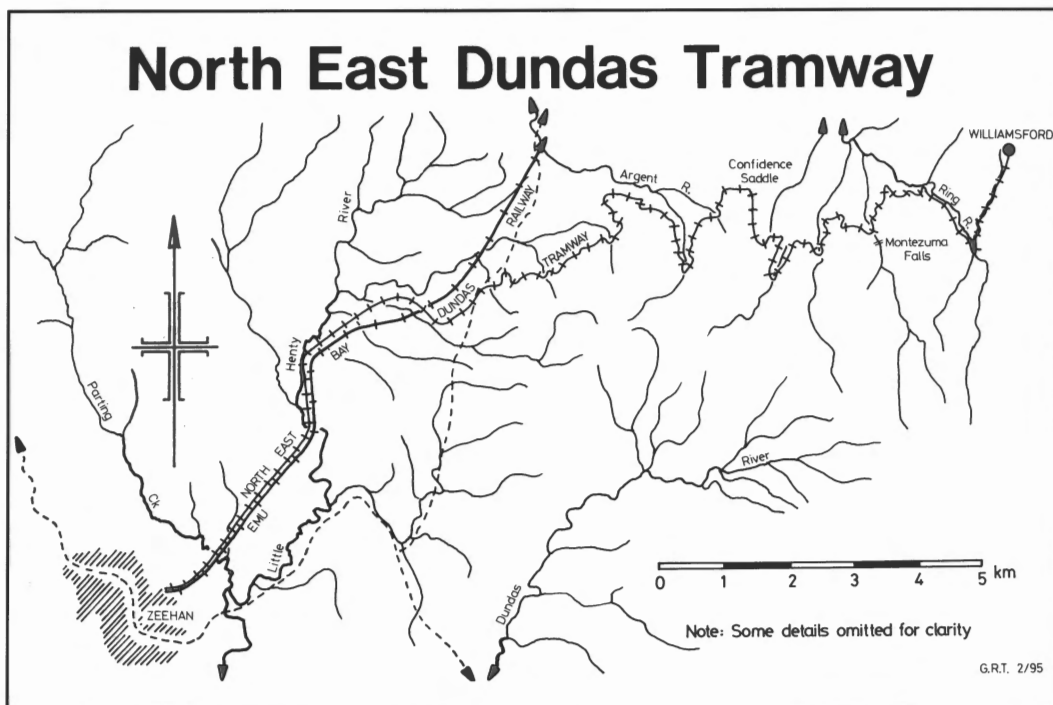 North East Dundas Tramway
WILLIAMSFORD
Confidence
Saddle
Argent
R.
River
RAILWAY
Ring
R.
TRAMWAY
Montezuma
Falls
DUNDAS
Henty
BAY
Parting
Ck
NORTH EAST
EMU
River
Little
ZEEHAN
Dundas
0 1 2 3 4 5 km
Note: Some details omitted for clarity
G.R.T. 2/95